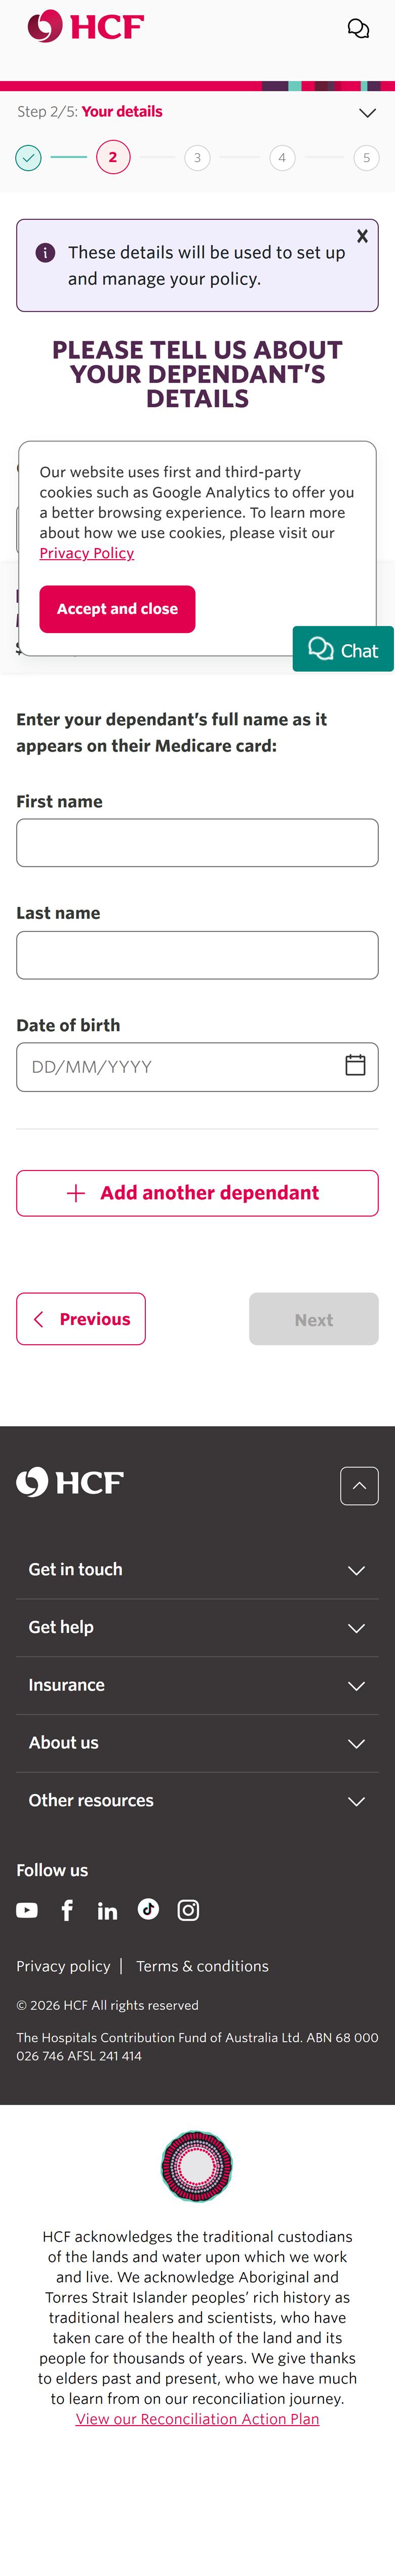 HCF
Step 2/5: Your details
2
3
4
5
These details will be used to set up
and manage your policy.
X
PLEASE TELL US ABOUT
YOUR DEPENDANT’S
DETAILS
Our website uses first and third-party
cookies such as Google Analytics to offer you
a better browsing experience. To learn more
about how we use cookies, please visit our
Privacy Policy
Accept and close
Chat
Enter your dependant’s full name as it
appears on their Medicare card:
First name
Last name
Date of birth
DD/MM/YYYY
Add another dependant
Previous
Next
HCF
Get in touch
Get help
Insurance
About us
Other resources
Follow us
Privacy policy | Terms & conditions
© 2026 HCF All rights reserved
The Hospitals Contribution Fund of Australia Ltd. ABN 68 000
026 746 AFSL 241 414
HCF acknowledges the traditional custodians
of the lands and water upon which we work
and live. We acknowledge Aboriginal and
Torres Strait Islander peoples’ rich history as
traditional healers and scientists, who have
taken care of the health of the land and its
people for thousands of years. We give thanks
to elders past and present, who we have much
to learn from on our reconciliation journey.
View our Reconciliation Action Plan